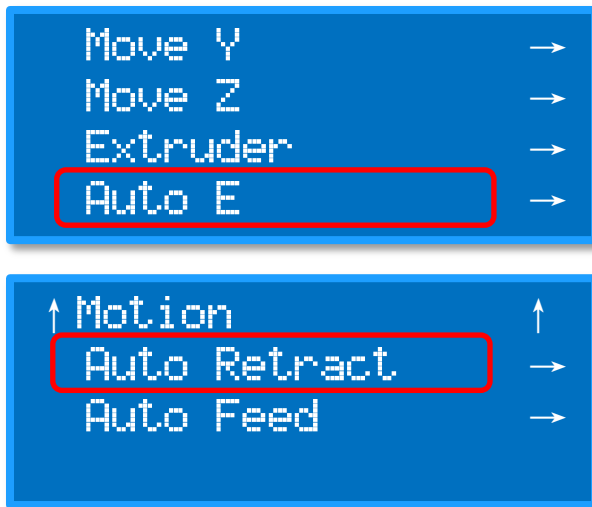 Move Y →
Move Z →
Extruder →
Auto E →
↑ Motion ↑
Auto Retract →
Auto Feed →